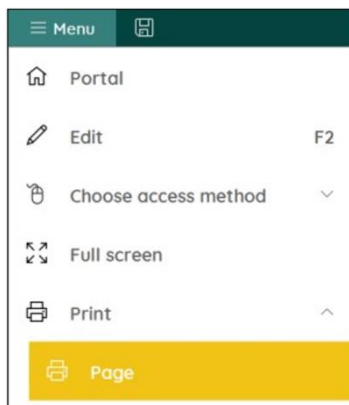 Menu
Portal
Edit F2
Choose access method
Full screen
Print
Page